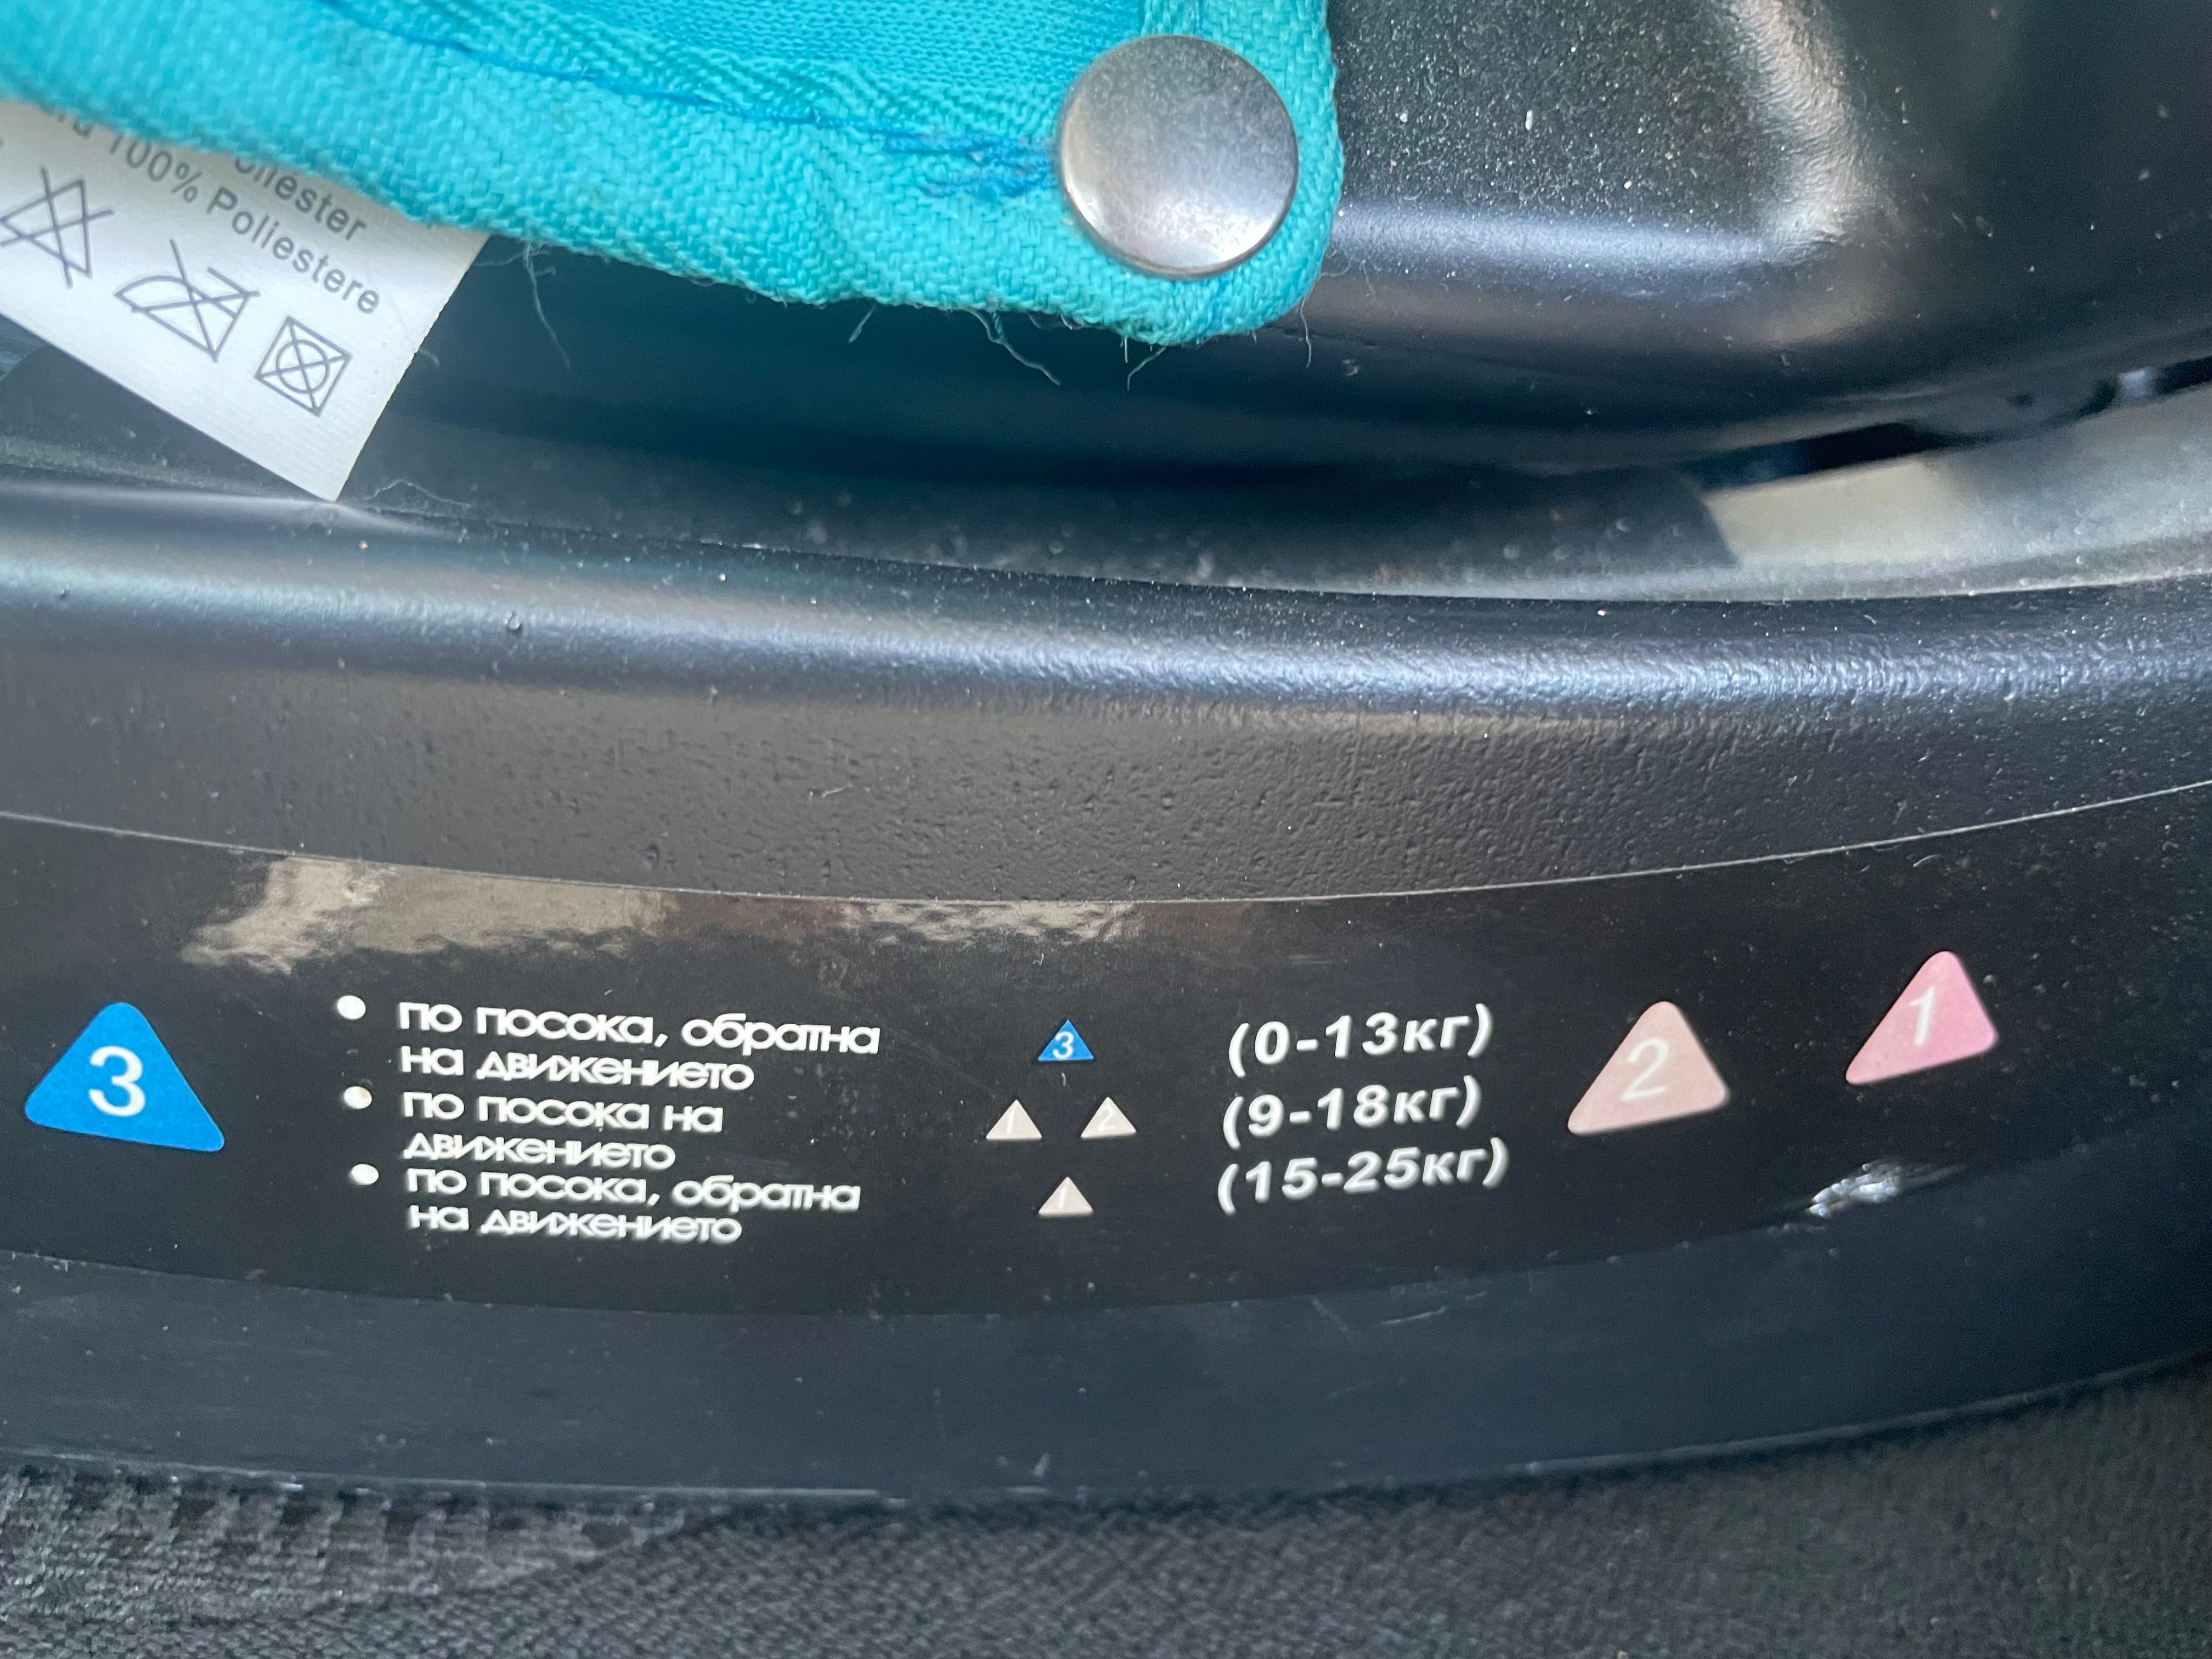 100% Poliestere
3
• по посока, обратна
на движението
• по посока на
движението
• по посока, обратна
на движението
3
1 2
1
(0-13кг)
(9-18кг)
(15-25кг)
2
1